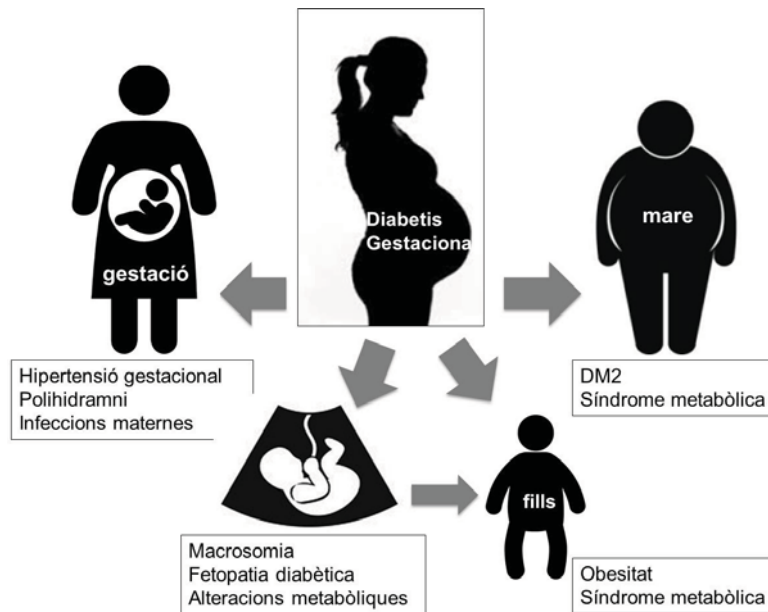 Diabetis
Gestaciona
gestació
mare
Hipertensió gestacional
Polihidramni
Infeccions maternes
DM2
Síndrome metabòlica
fills
Macrosomia
Fetopatia diabètica
Alteracions metabòliques
Obesitat
Síndrome metabòlica